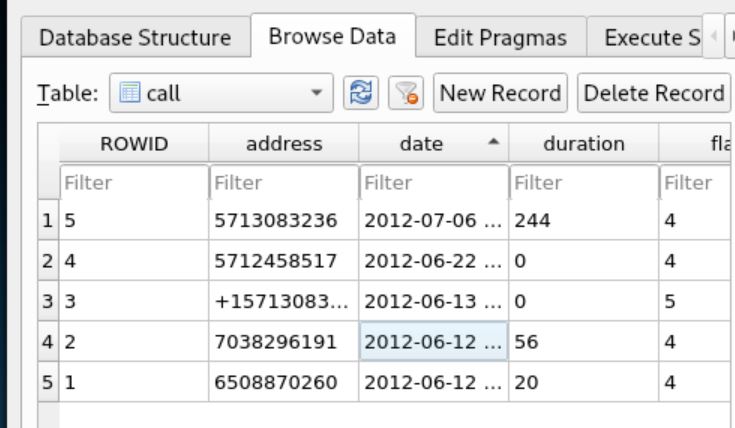 Database Structure Browse Data Edit Pragmas Execute S
Table: call New Record Delete Record
ROWID address date duration fla
Filter Filter Filter Filter Filter
1 5 5713083236 2012-07-06 ... 244 4
2 4 5712458517 2012-06-22 ... 0 4
3 3 +15713083... 2012-06-13 ... 0 5
4 2 7038296191 2012-06-12 ... 56 4
5 1 6508870260 2012-06-12 ... 20 4